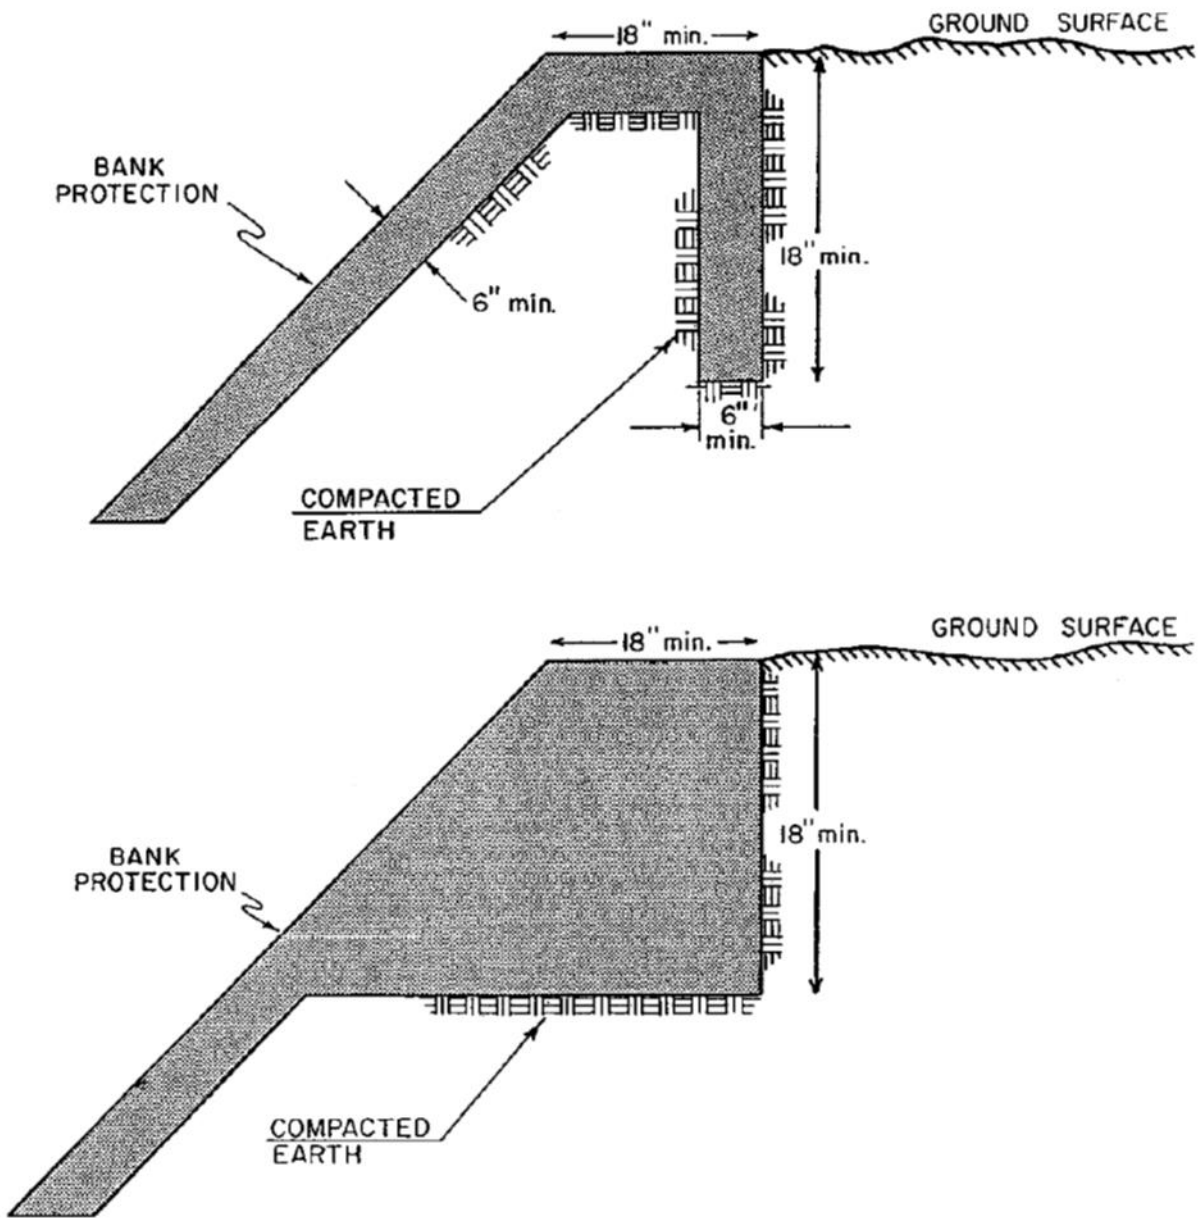 18" min.
GROUND SURFACE
BANK
PROTECTION
18" min.
6" min.
6"
min.
COMPACTED
EARTH
18" min.
GROUND SURFACE
18" min.
BANK
PROTECTION
COMPACTED
EARTH